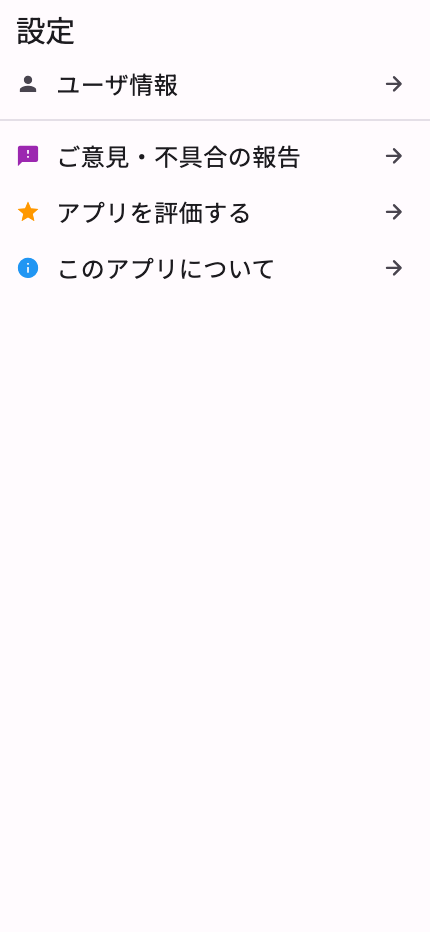 設定
ユーザ情報
ご意見・不具合の報告
アプリを評価する
このアプリについて